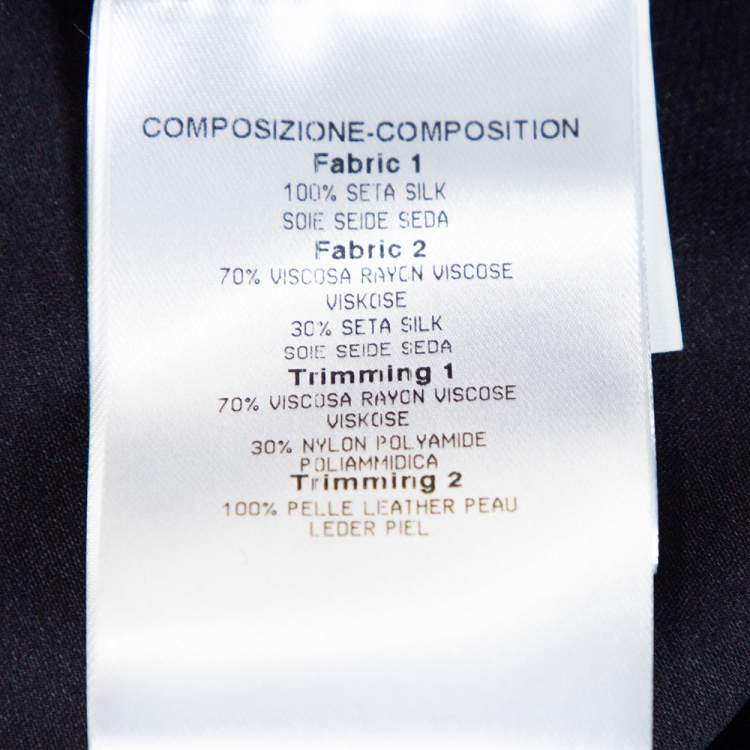 COMPOSIZIONE-COMPOSITION
Fabric 1
100% SETA SILK
SOIE SEIDE SEDA
Fabric 2
70% VISCOSA RAYON VISCOSE
VISKOSE
30% SETA SILK
SOIE SEIDE SEDA
Trimming 1
70% VISCOSA RAYON VISCOSE
VISKOSE
30% NYLON POLYAMIDE
POLIAMMIDICA
Trimming 2
100% PELLE LEATHER PEAU
LEDER PIEL